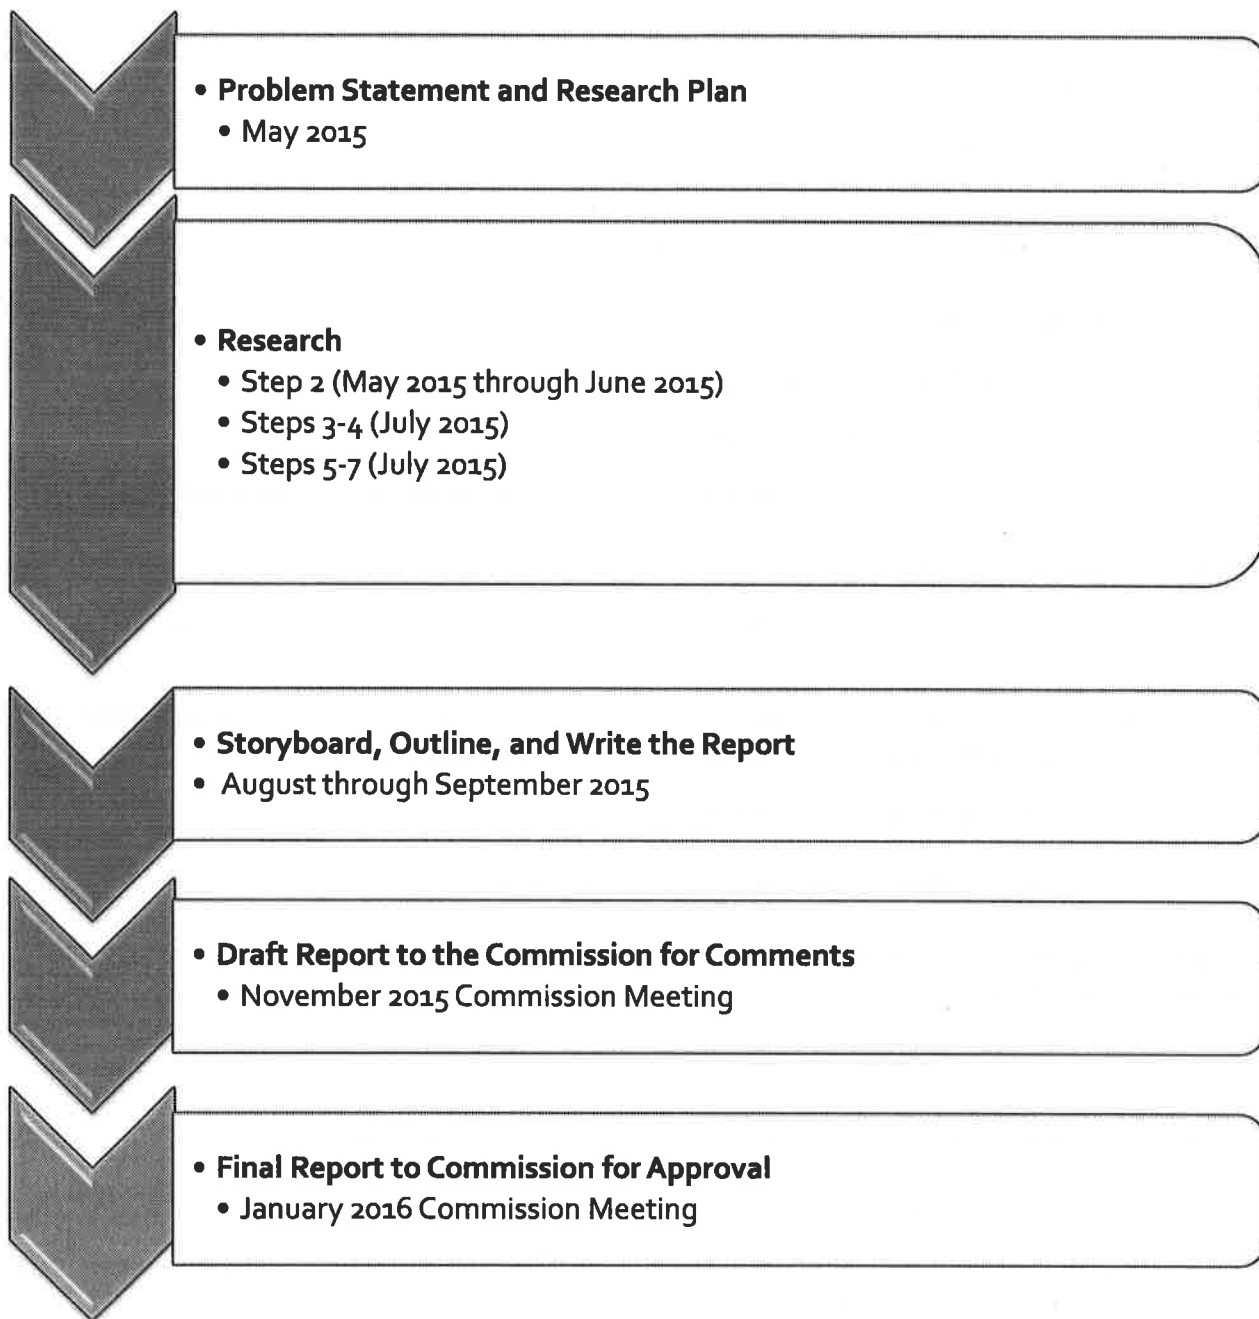 • Problem Statement and Research Plan
• May 2015
• Research
• Step 2 (May 2015 through June 2015)
• Steps 3-4 (July 2015)
• Steps 5-7 (July 2015)
• Storyboard, Outline, and Write the Report
• August through September 2015
• Draft Report to the Commission for Comments
• November 2015 Commission Meeting
• Final Report to Commission for Approval
• January 2016 Commission Meeting